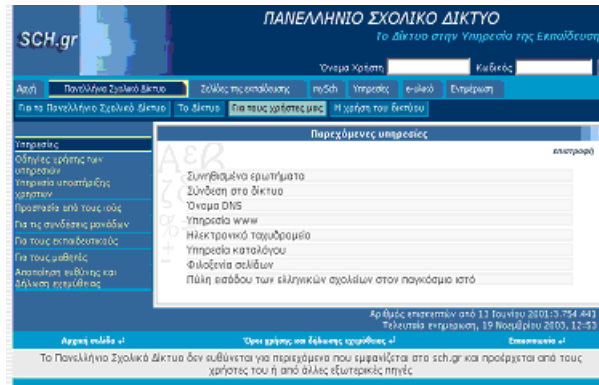 ΠΑΝΕΛΛΗΝΙΟ ΣΧΟΛΙΚΟ ΔΙΚΤΥΟ
SCH.gr
Το Δίκτυο στην Υπηρεσία της Εκπαίδευσης
Όνομα Χρήστη Κωδικός
Αρχή Πανελλήνιο Σχολικό Δίκτυο Σελίδες της εκπαίδευσης mySch Υπηρεσίες e-υλικό Ενημέρωση
Για το Πανελλήνιο Σχολικό Δίκτυο Το Δίκτυο Για τους χρήστες μας Η χρήση του δικτύου
Υπηρεσίες
Οδηγίες χρήσης των
υπηρεσιών
Υπηρεσία υποστήριξης
χρηστών
Προστασία από τους ιούς
Για τις συνδέσεις μονάδων
Για τους εκπαιδευτικούς
Για τους μαθητές
Αποποίηση ευθύνης και
Δήλωση εχεμύθειας
Παρεχόμενες υπηρεσίες
επιστροφή
Συνηθισμένα ερωτήματα
Σύνδεση στο δίκτυο
Όνομα DNS
Υπηρεσία www
Ηλεκτρονικό ταχυδρομείο
Υπηρεσία καταλόγου
Φιλοξενία σελίδων
Πύλη εισόδου των ελληνικών σχολείων στον παγκόσμιο ιστό
Αριθμός επισκεπτών από 11 Ιουνίου 2001:3.754.441
Τελευταία ενημέρωση, 19 Νοεμβρίου 2003, 12:53
Αρχική σελίδα Όροι χρήσης και δήλωσης εχεμύθειας Επικοινωνία
Το Πανελλήνιο Σχολικό Δίκτυο δεν ευθύνεται για περιεχόμενο που εμφανίζεται στο sch.gr και προέρχεται από τους
χρήστες του ή από άλλες εξωτερικές πηγές